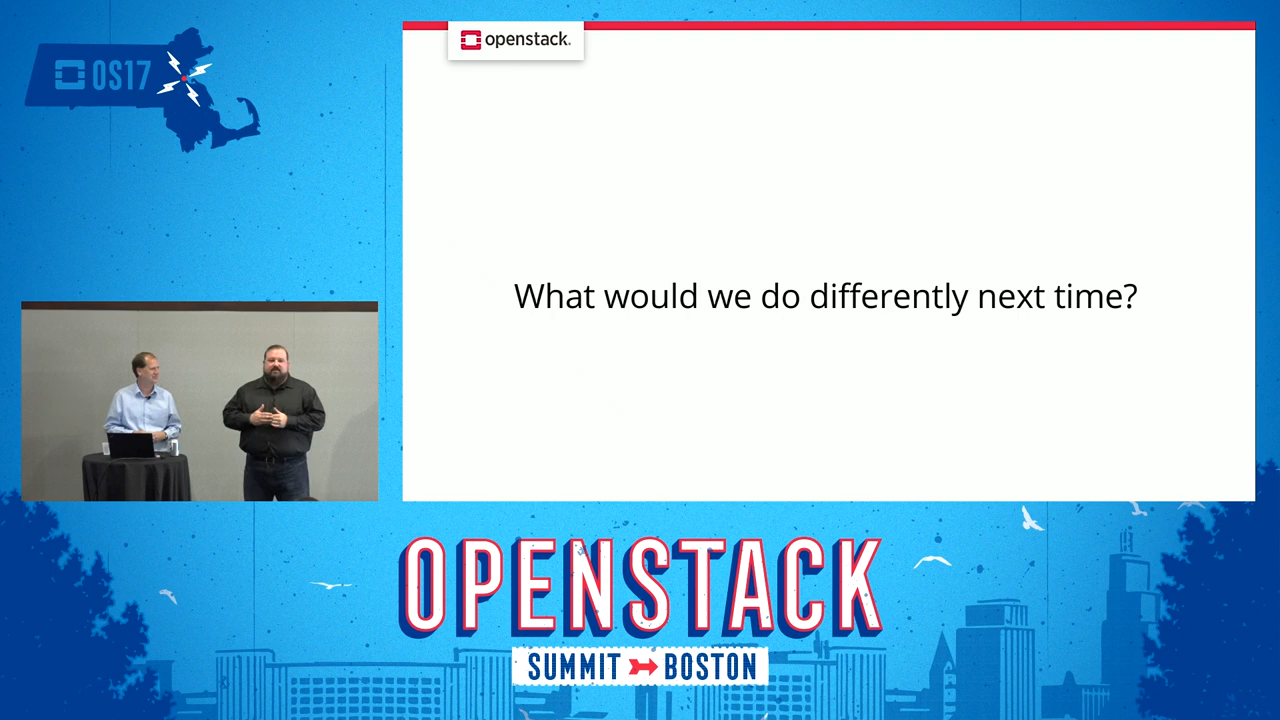 OS17
openstack.
What would we do differently next time?
OPENSTACK
SUMMIT BOSTON